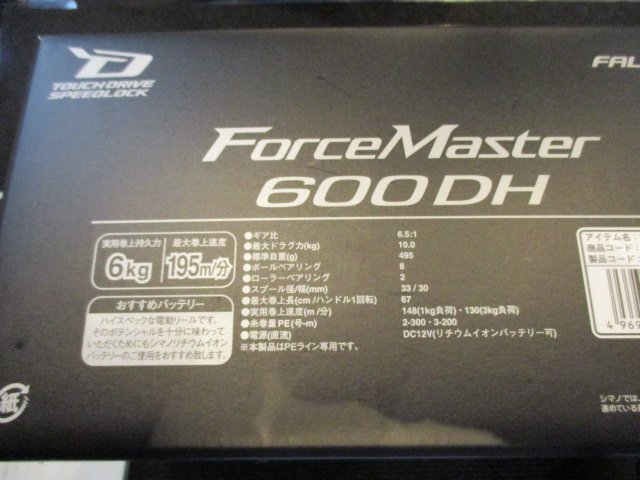 TOUCH DRIVE
SPEEDLOCK
FAL
ForceMaster
600DH
実用巻上持久力
6kg
最大巻上速度
195m/分
おすすめバッテリー
ハイスペックな電動リールです。
そのポテンシャルを十分に味わって
いただくためにもシマノリチウムイオン
バッテリーのご使用をおすすめ致します。
●ギア比 6.5:1
●最大ドラグ力(kg) 10.0
●標準自重(g) 495
●ボールベアリング 8
●ローラーベアリング 2
●スプール径/幅(mm) 33 / 30
●最大巻上長(cm/ハンドル1回転) 67
●実用巻上速度(m/分) 148(1kg負荷)・130(3kg負荷)
●糸巻量PE(号-m) 2-300・3-200
●電源(直流) DC12V(リチウムイオンバッテリー可)
※本製品はPEライン専用です。
アイテム名:
商品コード:
製品コード:
4969
シマノでは、
進めている
紙